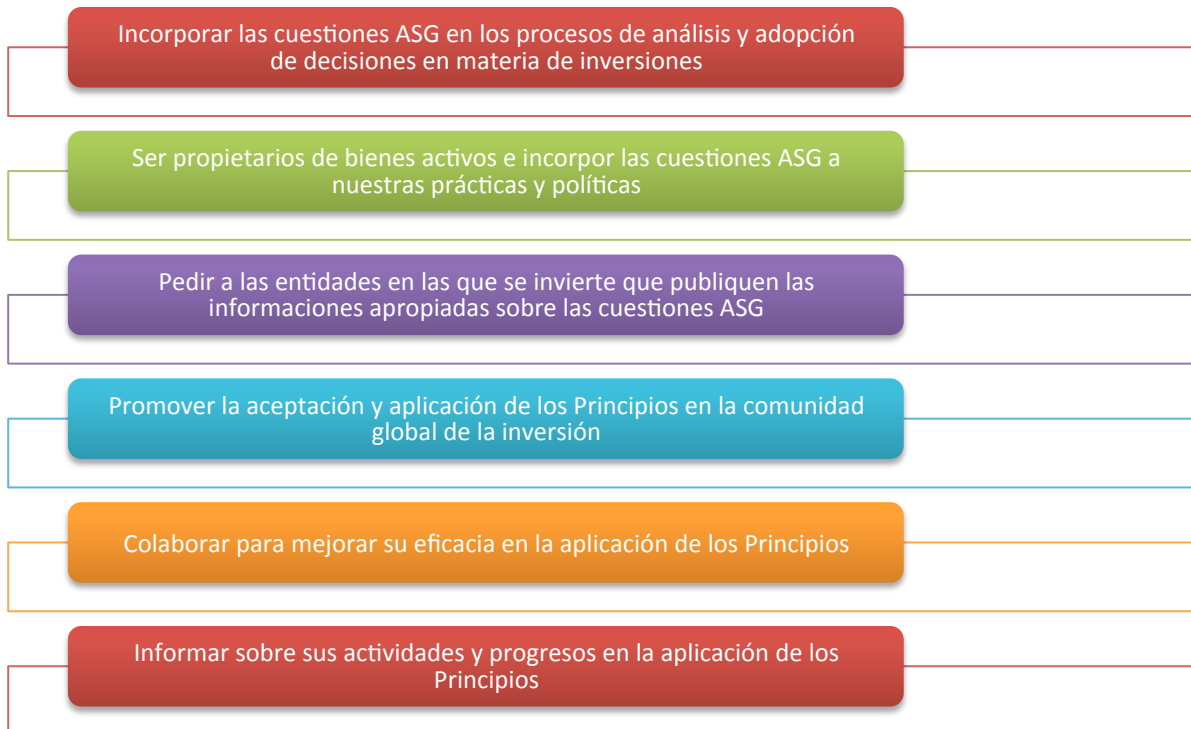 Incorporar las cuestiones ASG en los procesos de análisis y adopción
de decisiones en materia de inversiones
Ser propietarios de bienes activos e incorpor las cuestiones ASG a
nuestras prácticas y políticas
Pedir a las entidades en las que se invierte que publiquen las
informaciones apropiadas sobre las cuestiones ASG
Promover la aceptación y aplicación de los Principios en la comunidad
global de la inversión
Colaborar para mejorar su eficacia en la aplicación de los Principios
Informar sobre sus actividades y progresos en la aplicación de los
Principios